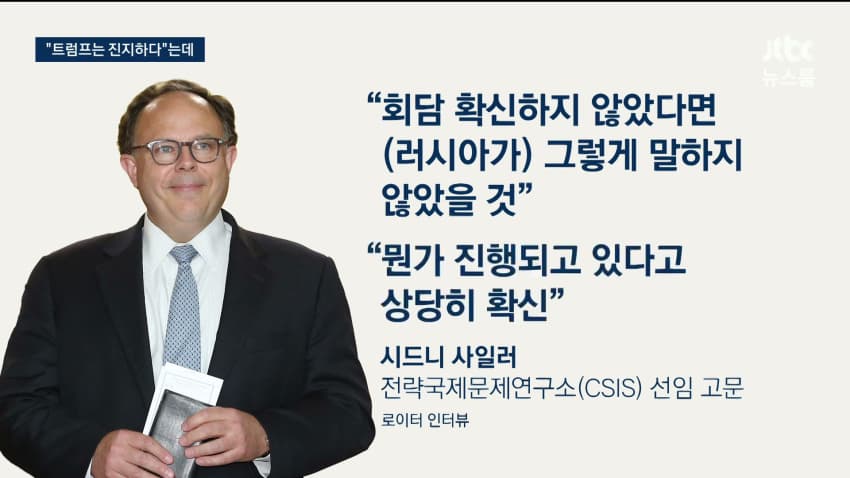 "트럼프는 진지하다"는데
jtbc
뉴스룸
“회담 확신하지 않았다면
(러시아가) 그렇게 말하지
않았을 것”
“뭔가 진행되고 있다고
상당히 확신”
시드니 사일러
전략국제문제연구소(CSIS) 선임 고문
로이터 인터뷰